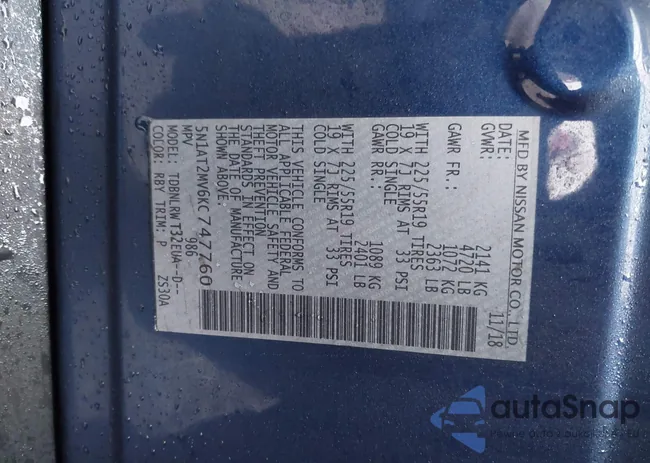 MFD BY NISSAN MOTOR CO., LTD
DATE: 11/18
GVWR: 2141 KG
4720 LB
GAWR FR.: 1072 KG
2363 LB
WITH 225/55R19 TIRES
19 X 7J RIMS AT 33 PSI
COLD SINGLE
GAWR RR.: 1089 KG
2401 LB
WITH 225/55R19 TIRES
19 X 7J RIMS AT 33 PSI
COLD SINGLE
THIS VEHICLE CONFORMS TO
ALL APPLICABLE FEDERAL
MOTOR VEHICLE SAFETY AND
THEFT PREVENTION
STANDARDS IN EFFECT ON
THE DATE OF MANUFACTURE
SHOWN ABOVE.
5N1AT2MV6KC747760
MPV 986
MODEL: TDBNLRWT32EUA--D--
COLOR: RBY TRIM: P ZS30A
autoSnap